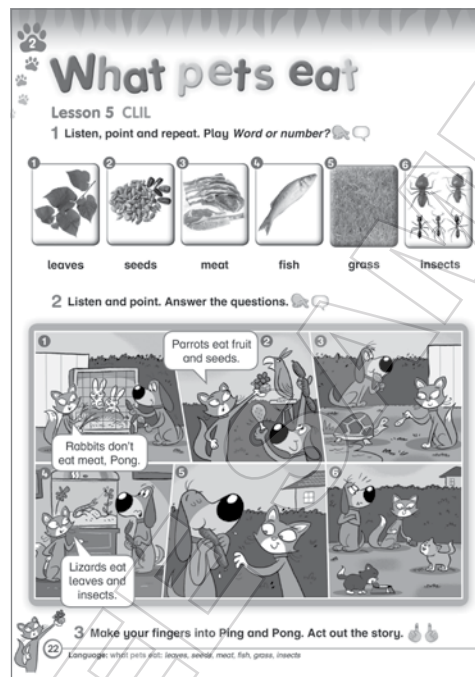 2
What pets eat
Lesson 5 CLIL
1 Listen, point and repeat. Play Word or number?
1
2
3
4
5
6
leaves
seeds
meat
fish
grass
insects
2 Listen and point. Answer the questions.
1
Parrots eat fruit
and seeds.
2
3
Rabbits don't
eat meat, Pong.
4
5
6
Lizards eat
leaves and
insects.
3 Make your fingers into Ping and Pong. Act out the story.
22
Language: what pets eat: leaves, seeds, meat, fish, grass, insects